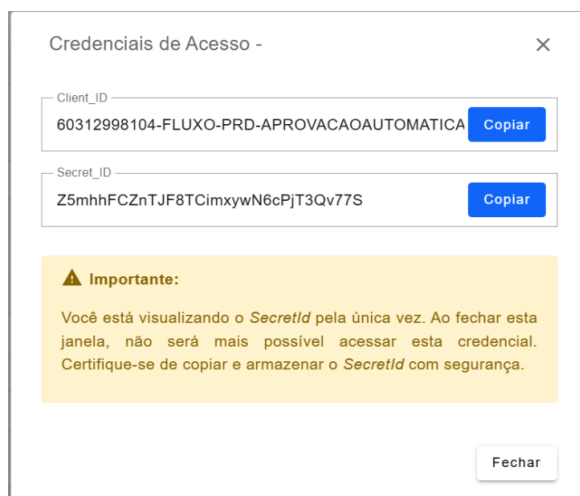 Credenciais de Acesso - ×
Client_ID
60312998104-FLUXO-PRD-APROVACAOAUTOMATICA Copiar
Secret_ID
Z5mhhFCZnTJF8TCimxywN6cPjT3Qv77S Copiar
Importante:
Você está visualizando o SecretId pela única vez. Ao fechar esta
janela, não será mais possível acessar esta credencial.
Certifique-se de copiar e armazenar o SecretId com segurança.
Fechar